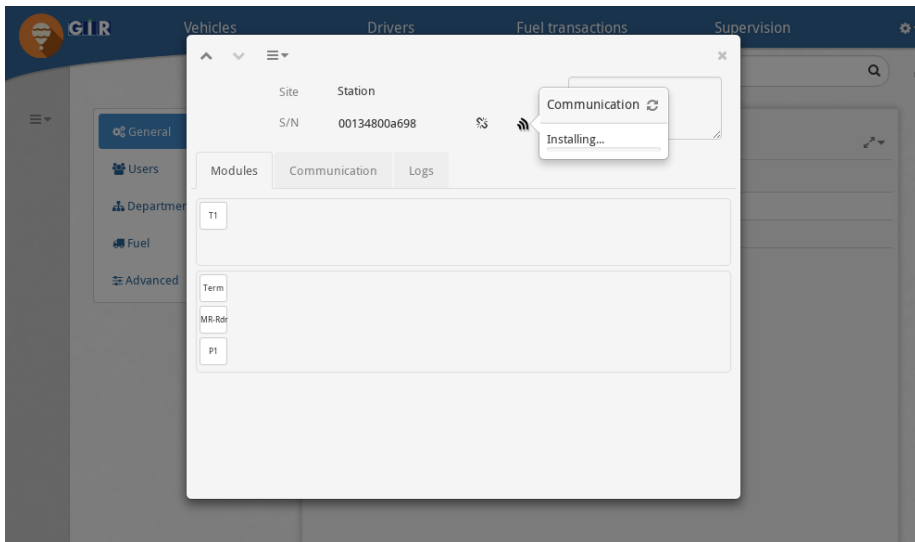 GIR Vehicles Drivers Fuel transactions Supervision
Site Station
Communication
S/N 00134800a698
Installing...
General
Users
Departmen
Fuel
Advanced
Modules Communication Logs
T1
Term
MR-Rdr
P1